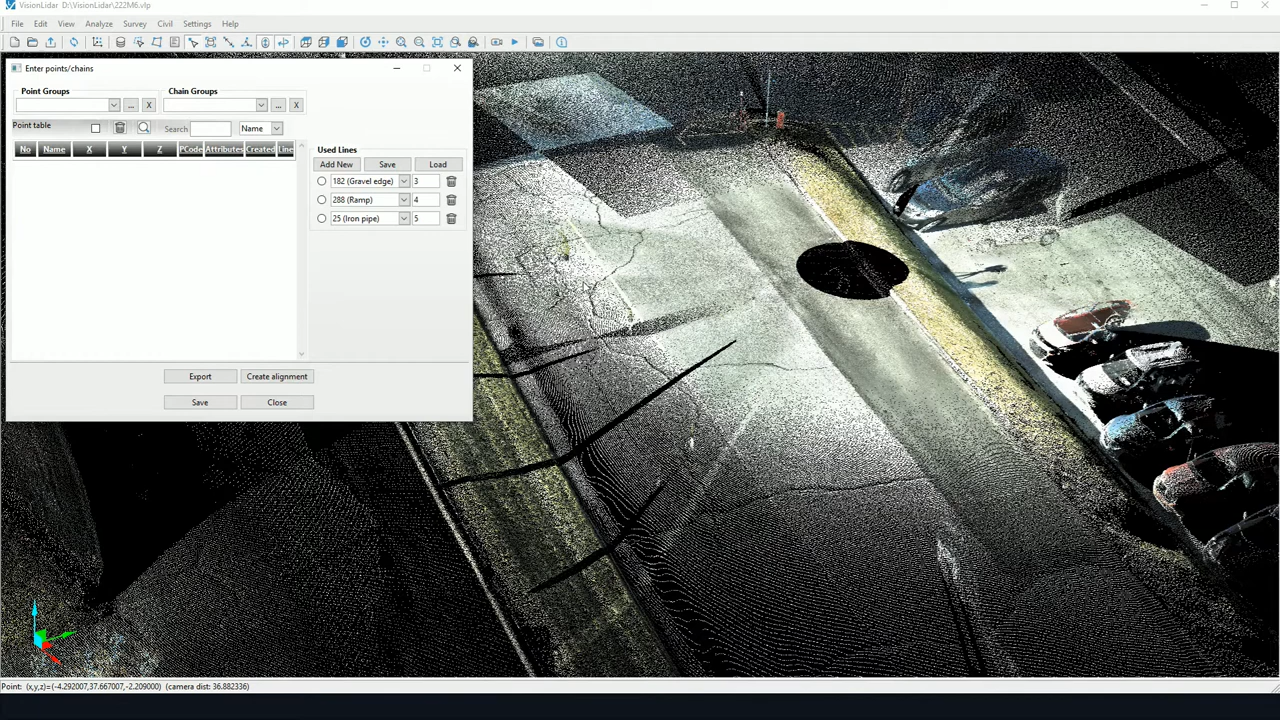 VisionLidar D:\VisionLidar\222M6.vlp
File Edit View Analyze Survey Civil Settings Help
Enter points/chains
Point Groups Chain Groups
... X ... X
Point table Search Name
No Name X Y Z PCode Attributes Created Line
Used Lines
Add New Save Load
182 (Gravel edge) 3
288 (Ramp) 4
25 (Iron pipe) 5
Export Create alignment
Save Close
Point: (x,y,z)=(-4.292007,37.667007,-2.209000) (camera dist: 36.882336)